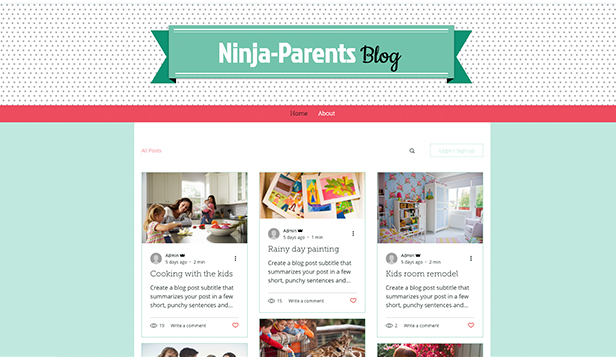 Ninja-Parents Blog
Home About
All Posts
Login / Sign up
Admin
5 days ago · 2 min
Cooking with the kids
Create a blog post subtitle that
summarizes your post in a few
short, punchy sentences and...
19 Write a comment
Admin
5 days ago · 1 min
Rainy day painting
Create a blog post subtitle that
summarizes your post in a few
short, punchy sentences and...
15 Write a comment
Admin
5 days ago · 2 min
Kids room remodel
Create a blog post subtitle that
summarizes your post in a few
short, punchy sentences and...
2 Write a comment